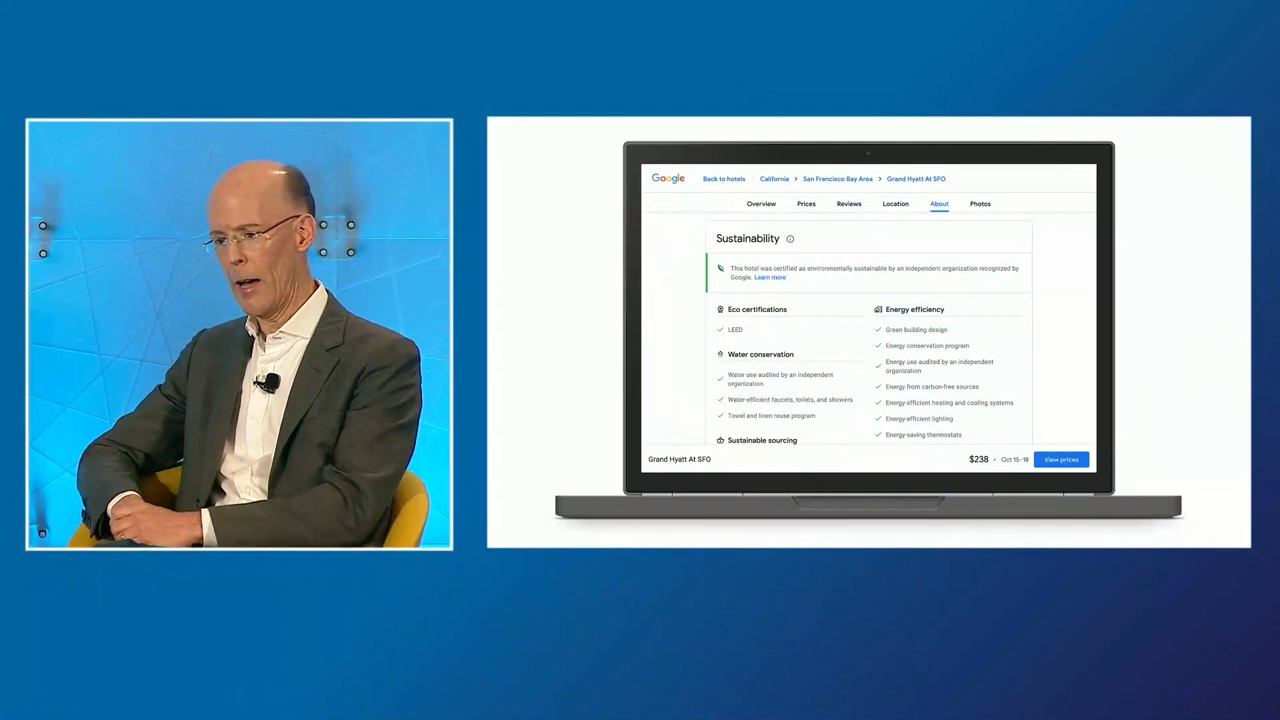 Google Back to hotels California > San Francisco Bay Area > Grand Hyatt At SFO
Overview Prices Reviews Location About Photos
Sustainability
This hotel was certified as environmentally sustainable by an independent organization recognized by
Google. Learn more
Eco certifications
LEED
Water conservation
Water use audited by an independent
organization
Water-efficient faucets, toilets, and showers
Towel and linen reuse program
Sustainable sourcing
Energy efficiency
Green building design
Energy conservation program
Energy use audited by an independent
organization
Energy from carbon-free sources
Energy-efficient heating and cooling systems
Energy-efficient lighting
Energy-saving thermostats
Grand Hyatt At SFO $238 • Oct 15–18 View prices